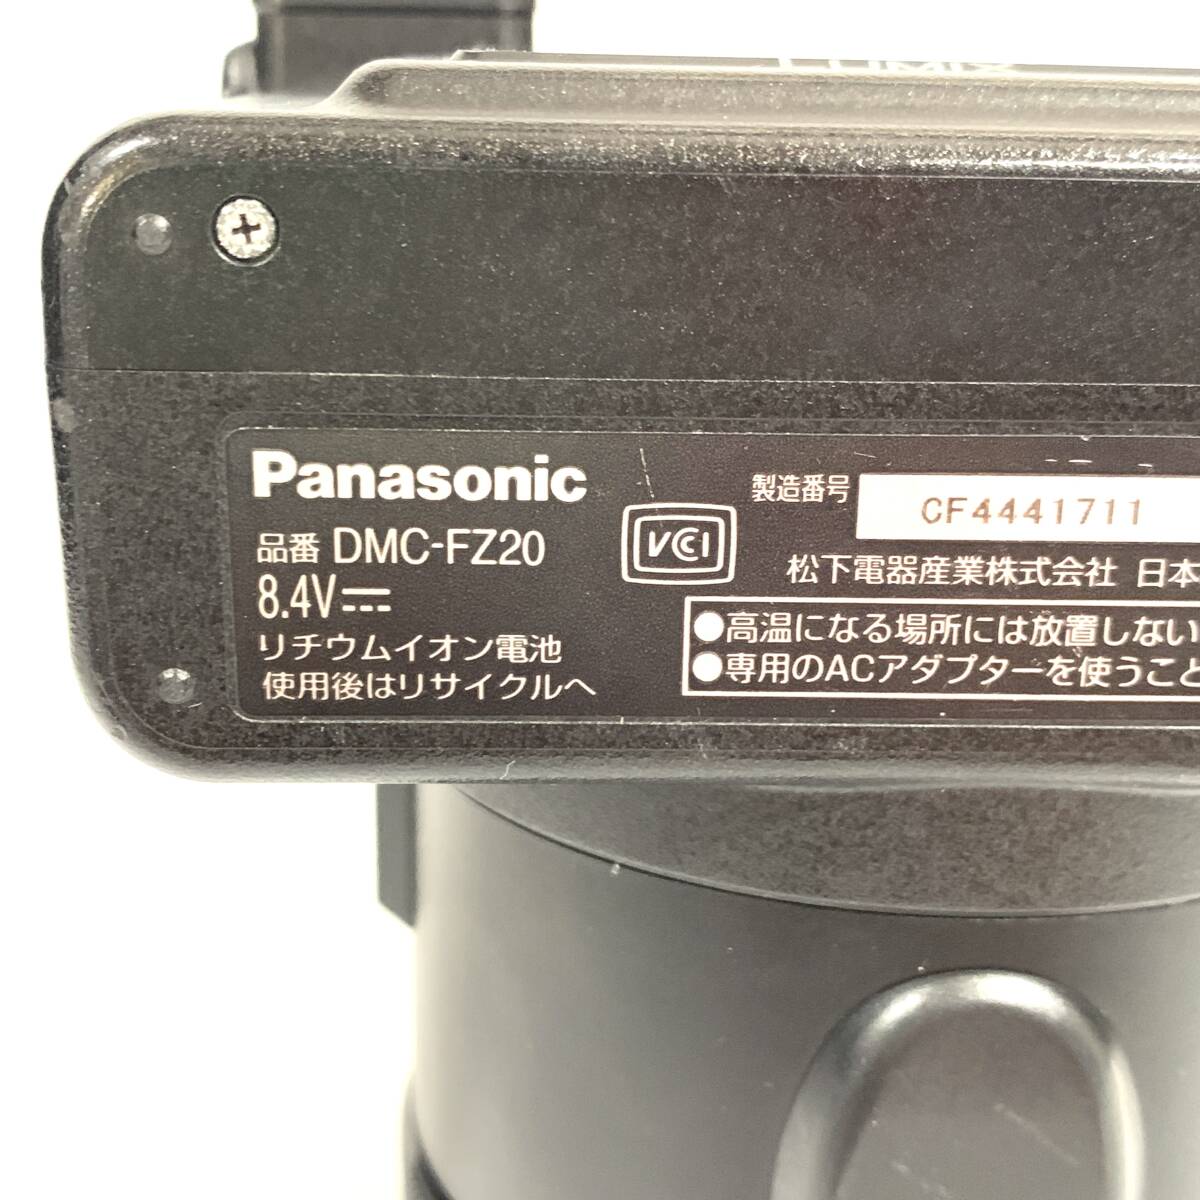 LUMIX
Panasonic
品番 DMC-FZ20
8.4V
リチウムイオン電池
使用後はリサイクルへ
VCCI
製造番号 CF4441711
松下電器産業株式会社 日本
●高温になる場所には放置しない
●専用のACアダプターを使うこと